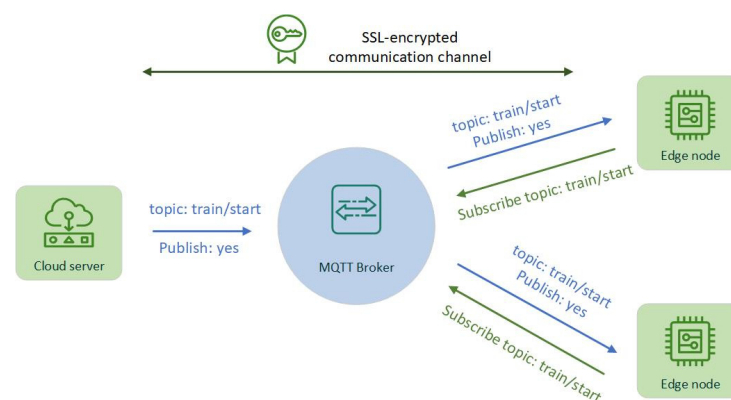 SSL-encrypted
communication channel
topic: train/start
Publish: yes
Edge node
Subscribe topic: train/start
topic: train/start
Publish: yes
Cloud server
MQTT Broker
topic: train/start
Publish: yes
Subscribe topic: train/start
Edge node